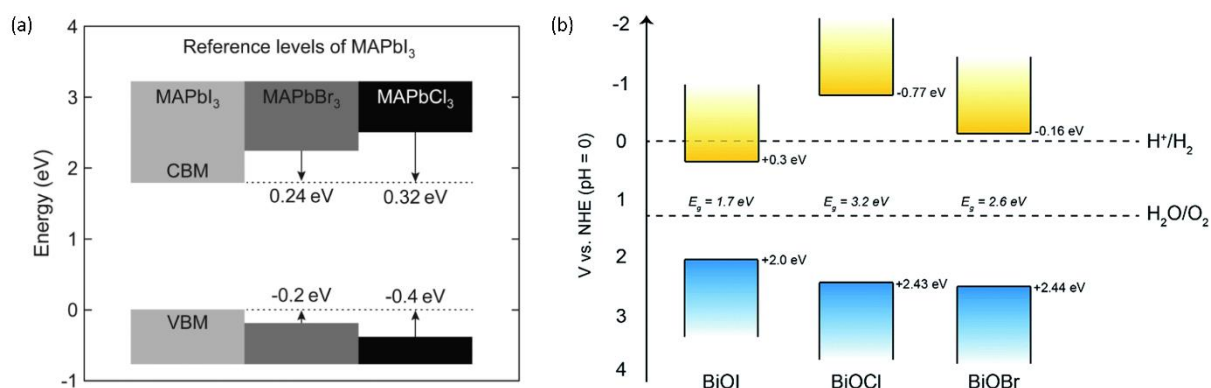 (a)
4
3
2
1
0
-1
Energy (eV)
Reference levels of MAPbI₃
MAPbI₃ MAPbBr₃ MAPbCl₃
CBM
0.24 eV 0.32 eV
-0.2 eV -0.4 eV
VBM
(b)
-2
-1
0
1
2
3
4
V vs. NHE (pH = 0)
-0.77 eV
-0.16 eV
H⁺/H₂
+0.3 eV
E_g = 1.7 eV E_g = 3.2 eV E_g = 2.6 eV
H₂O/O₂
+2.0 eV
+2.43 eV
+2.44 eV
BiOI BiOCl BiOBr